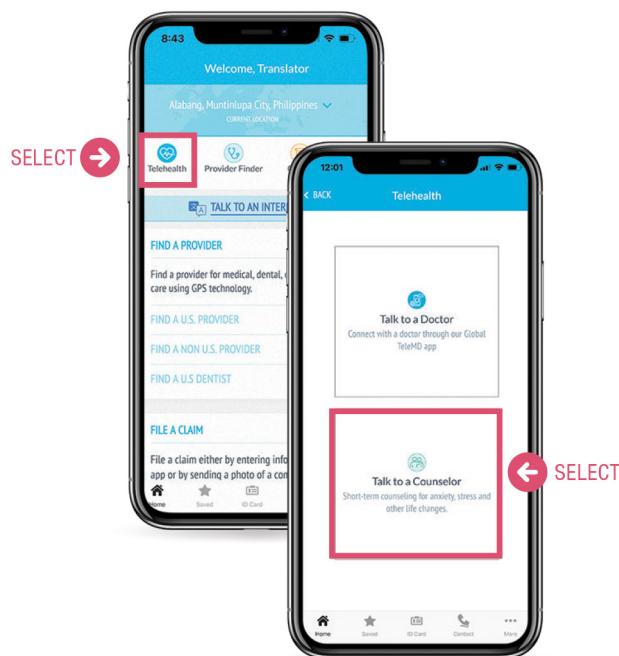 8:43
Welcome, Translator
Alabang, Muntinlupa City, Philippines
CURRENT LOCATION
SELECT
Telehealth
Provider Finder
TALK TO AN
FIND A PROVIDER
Find a provider for medical, dental,
care using GPS technology.
FIND A U.S. PROVIDER
FIND A NON U.S. PROVIDER
FIND A U.S DENTIST
FILE A CLAIM
File a claim either by entering
app or by sending a photo of a
Home
Saved
ID Card
12:01
BACK
Telehealth
Talk to a Doctor
Connect with a doctor through our Global
TeleMD app
Talk to a Counselor
Short-term counseling for anxiety, stress and
other life changes.
SELECT
Home
Saved
ID Card
Contact
More